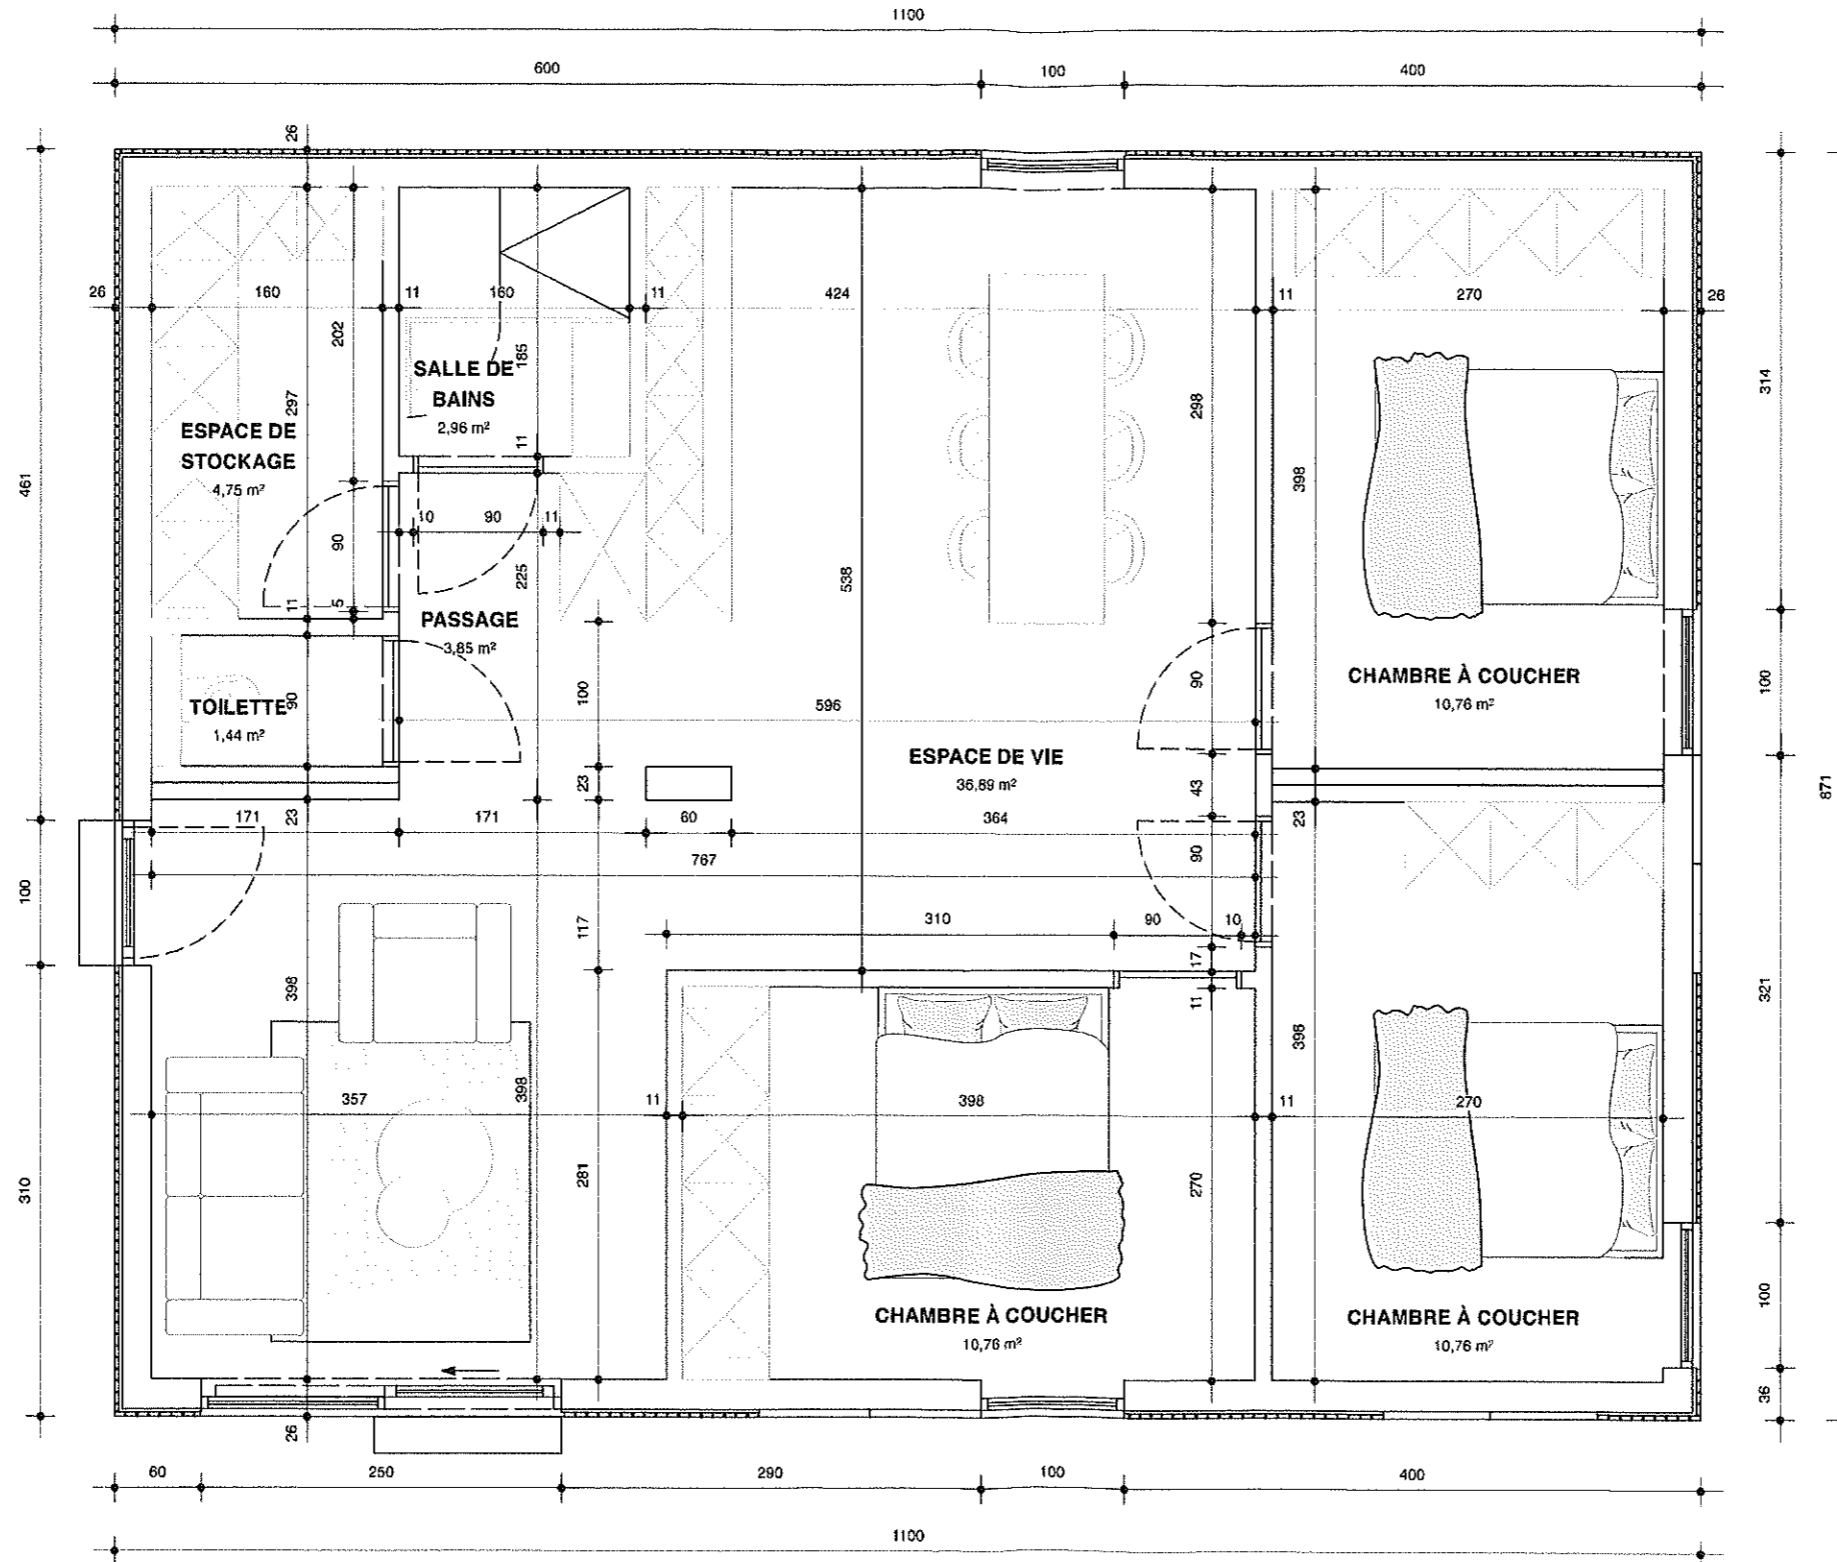 1100
600 100 400
26
26 160 11 160 11 424 11 270 26
202
185
297
298
314
SALLE DE
BAINS
2,96 m²
11
ESPACE DE
STOCKAGE
4,75 m²
461
398
10 90 11
90
225
538
11
5
PASSAGE
3,85 m²
100
90
100
CHAMBRE À COUCHER
10,76 m²
596
TOILETTE
90
1,44 m²
ESPACE DE VIE
36,89 m²
23
43
871
171 23 171 60 364 23
767
90
100
117
310 90 10
17
11
398
321
398
357 398 11 398 11 270
310
281
270
CHAMBRE À COUCHER
10,76 m²
CHAMBRE À COUCHER
10,76 m²
100
36
26
60 250 290 100 400
1100